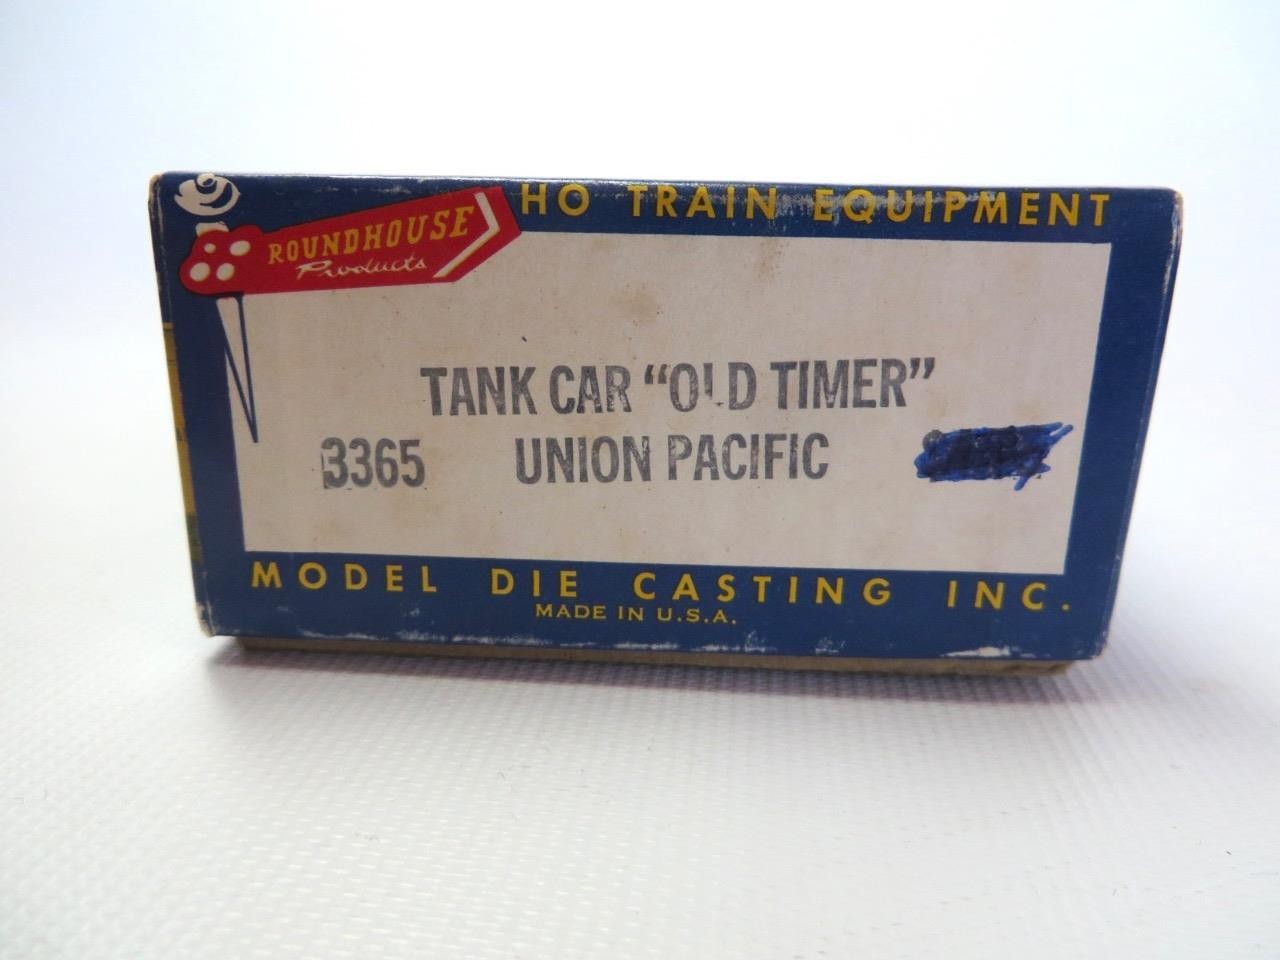 HO TRAIN EQUIPMENT
ROUNDHOUSE
Products
TANK CAR “OLD TIMER”
3365 UNION PACIFIC
MODEL DIE CASTING INC.
MADE IN U.S.A.